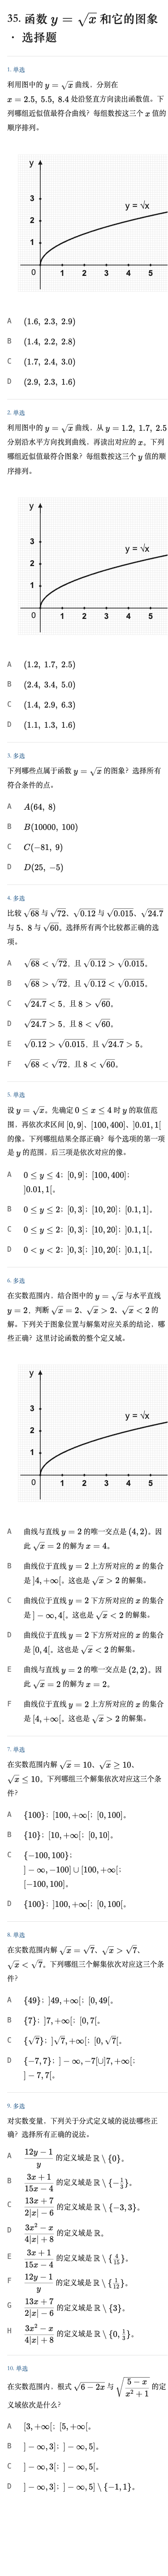 35. 函数 y = √x 和它的图象
· 选择题
1. 单选
利用图中的 y = √x 曲线，分别在
x = 2.5, 5.5, 8.4 处沿竖直方向读出函数值。下
列哪组近似值最符合曲线？每组数按这三个 x 值的
顺序排列。
y
3
2
1
0
1
2
3
4
5
y = √x
A (1.6, 2.3, 2.9)
B (1.4, 2.2, 2.8)
C (1.7, 2.4, 3.0)
D (2.9, 2.3, 1.6)
2. 单选
利用图中的 y = √x 曲线，从 y = 1.2, 1.7, 2.5
分别沿水平方向找到曲线，再读出对应的 x。下列
哪组近似值最符合图象？每组数按这三个 y 值的顺
序排列。
y
3
2
1
0
1
2
3
4
5
y = √x
A (1.2, 1.7, 2.5)
B (2.4, 3.4, 5.0)
C (1.4, 2.9, 6.3)
D (1.1, 1.3, 1.6)
3. 多选
下列哪些点属于函数 y = √x 的图象？选择所有
符合条件的点。
A A(64, 8)
B B(10000, 100)
C C(−81, 9)
D D(25, −5)
4. 多选
比较 √68 与 √72、√0.12 与 √0.015、√24.7
与 5、8 与 √60。选择所有两个比较都正确的选
项。
A √68 < √72，且 √0.12 > √0.015。
B √68 > √72，且 √0.12 < √0.015。
C √24.7 < 5，且 8 > √60。
D √24.7 > 5，且 8 < √60。
E √0.12 > √0.015，且 √24.7 > 5。
F √68 < √72，且 8 < √60。
5. 单选
设 y = √x。先确定 0 ≤ x ≤ 4 时 y 的取值范
围，再依次求区间 [0, 9]、[100, 400]、]0.01, 1[
的像。下列哪组结果全部正确？每个选项的第一项
是 y 的范围，后三项是依次对应的像。
A 0 ≤ y ≤ 4；[0, 9]；[100, 400]；
]0.01, 1[。
B 0 ≤ y ≤ 2；[0, 3]；[10, 20]；[0.1, 1]。
C 0 ≤ y ≤ 2；[0, 3]；[10, 20]；]0.1, 1[。
D 0 < y < 2；]0, 3[；]10, 20[；]0.1, 1[。
6. 多选
在实数范围内，结合图中的 y = √x 与水平直线
y = 2，判断 √x = 2、√x > 2、√x < 2 的
解。下列关于图象位置与解集对应关系的结论，哪
些正确？这里讨论函数的整个定义域。
y
3
2
1
0
1
2
3
4
5
y = √x
A 曲线与直线 y = 2 的唯一交点是 (4, 2)，因
此 √x = 2 的解为 x = 4。
B 曲线位于直线 y = 2 上方所对应的 x 的集合
是 ]4, +∞[，这也是 √x > 2 的解集。
C 曲线位于直线 y = 2 下方所对应的 x 的集合
是 ] − ∞, 4[，这也是 √x < 2 的解集。
D 曲线位于直线 y = 2 下方所对应的 x 的集合
是 [0, 4[，这也是 √x < 2 的解集。
E 曲线与直线 y = 2 的唯一交点是 (2, 2)，因
此 √x = 2 的解为 x = 2。
F 曲线位于直线 y = 2 上方所对应的 x 的集合
是 [4, +∞[，这也是 √x > 2 的解集。
7. 单选
在实数范围内解 √x = 10、√x ≥ 10、
√x ≤ 10。下列哪组三个解集依次对应这三个条
件？
A {100}；[100, +∞[；[0, 100]。
B {10}；[10, +∞[；[0, 10]。
C {−100, 100}；
] − ∞, −100] ∪ [100, +∞[；
[−100, 100]。
D {100}；]100, +∞[；[0, 100[。
8. 单选
在实数范围内解 √x = √7、√x > √7、
√x < √7。下列哪组三个解集依次对应这三个条
件？
A {49}；]49, +∞[；[0, 49[。
B {7}；]7, +∞[；[0, 7[。
C {√7}；]√7, +∞[；[0, √7[。
D {−7, 7}；] − ∞, −7[∪]7, +∞[；
] − 7, 7[。
9. 多选
对实数变量，下列关于分式定义域的说法哪些正
确？选择所有正确的说法。
A (12y − 1)/y 的定义域是 ℝ \ {0}。
B (3x + 1)/(15x − 4) 的定义域是 ℝ \ {−1/3}。
C (13x + 7)/(2|x| − 6) 的定义域是 ℝ \ {−3, 3}。
D (3x² − x)/(4|x| + 8) 的定义域是 ℝ。
E (3x + 1)/(15x − 4) 的定义域是 ℝ \ {4/15}。
F (12y − 1)/y 的定义域是 ℝ \ {1/12}。
G (13x + 7)/(2|x| − 6) 的定义域是 ℝ \ {3}。
H (3x² − x)/(4|x| + 8) 的定义域是 ℝ \ {0, 1/3}。
10. 单选
在实数范围内，根式 √(6 − 2x) 与 √((5 − x)/(x² + 1)) 的定
义域依次是什么？
A [3, +∞[；[5, +∞[。
B ] − ∞, 3[；] − ∞, 5]。
C ] − ∞, 3]；] − ∞, 5]。
D ] − ∞, 3]；] − ∞, 5] \ {−1, 1}。